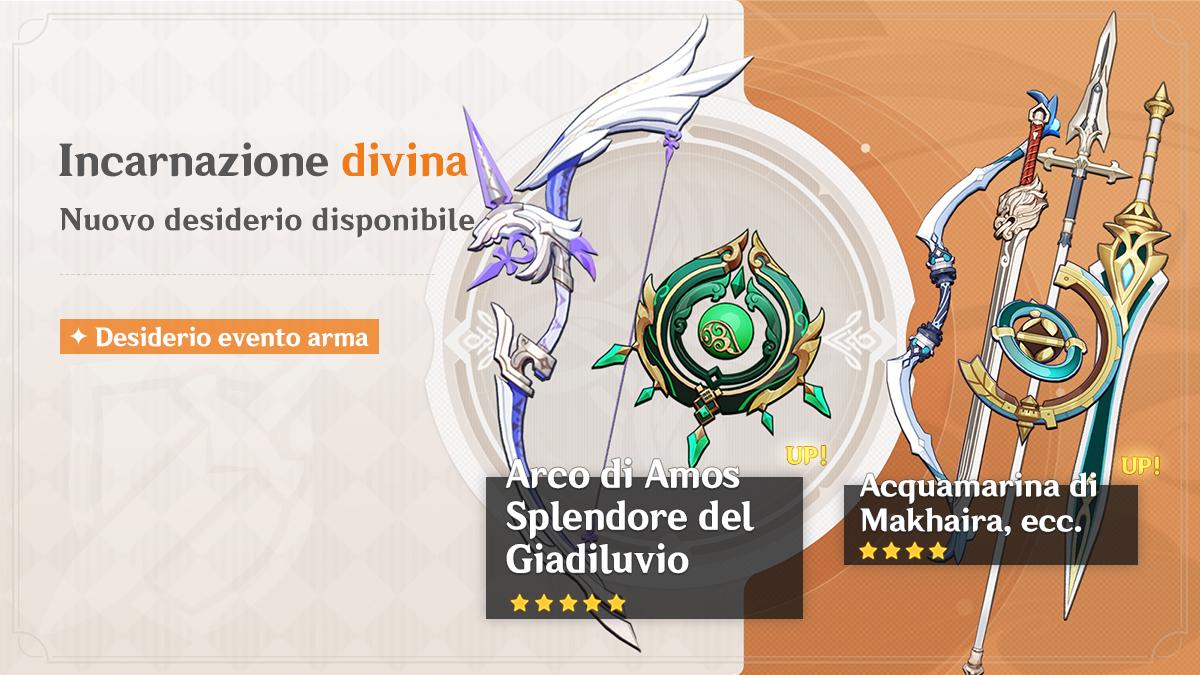 Incarnazione divina
Nuovo desiderio disponibile
✦ Desiderio evento arma
UP!
Arco di Amos
Splendore del
Giadiluvio
★★★★★
UP!
Acquamarina di
Makhaira, ecc.
★★★★